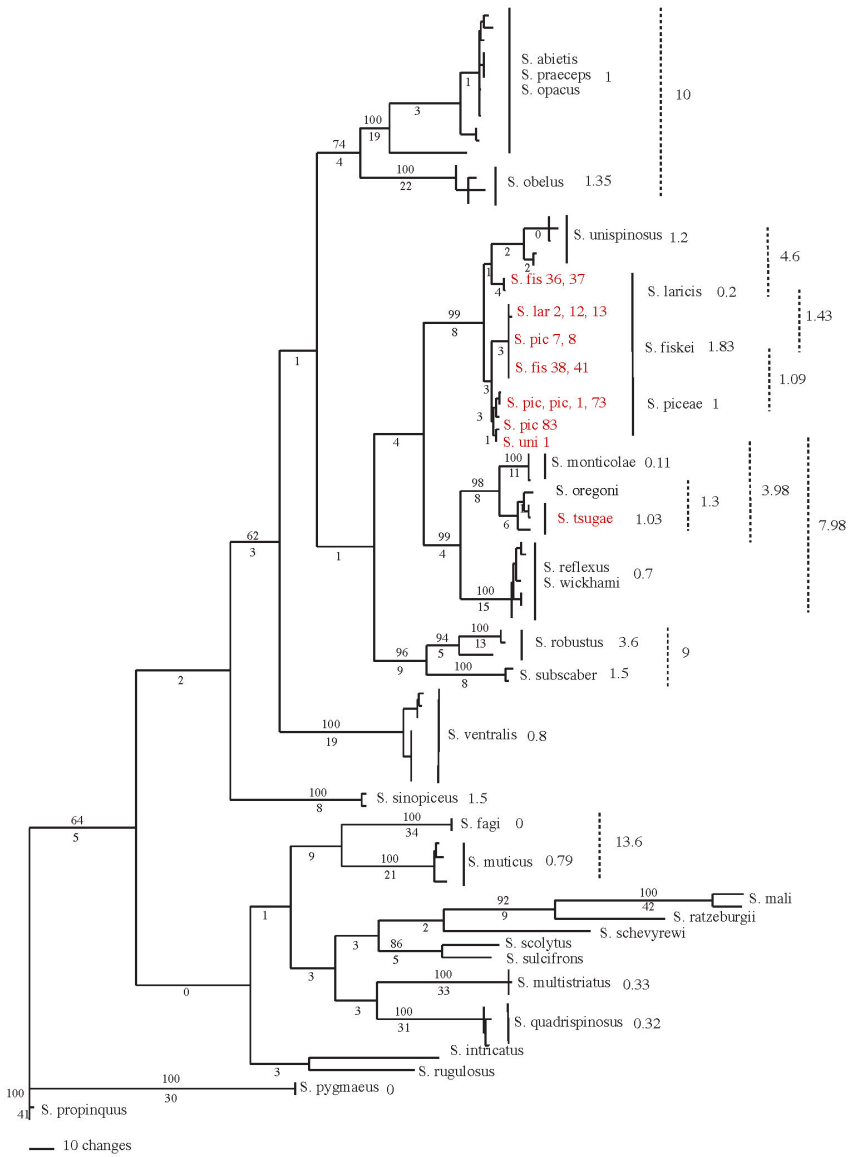 S. abietis
S. praeceps 1
S. opacus
10
1
3
100
19
74
4
100
22
S. obelus 1.35
S. unispinosus 1.2
0
2
2
4.6
1
S. fis 36, 37
4
S. laricis 0.2
S. lar 2, 12, 13
1.43
99
8
S. pic 7, 8
3
S. fiskei 1.83
1
S. fis 38, 41
1.09
3
S. pic, pic, 1, 73
S. piceae 1
3
S. pic 83
1
S. uni 1
4
100
11
S. monticolae 0.11
98
8
S. oregoni
3.98
1.3
6
S. tsugae 1.03
7.98
99
4
1
62
3
S. reflexus
S. wickhami
0.7
100
15
100
13
S. robustus 3.6
94
5
96
9
9
100
8
S. subscaber 1.5
2
100
19
S. ventralis 0.8
100
8
S. sinopiceus 1.5
64
5
100
34
S. fagi 0
13.6
9
100
21
S. muticus 0.79
100
42
S. mali
92
9
S. ratzeburgii
1
2
S. schevyrewi
3
86
5
S. scolytus
S. sulcifrons
3
100
33
S. multistriatus 0.33
0
3
100
31
S. quadrispinosus 0.32
S. intricatus
3
S. rugulosus
100
30
S. pygmaeus 0
100
41
S. propinquus
10 changes